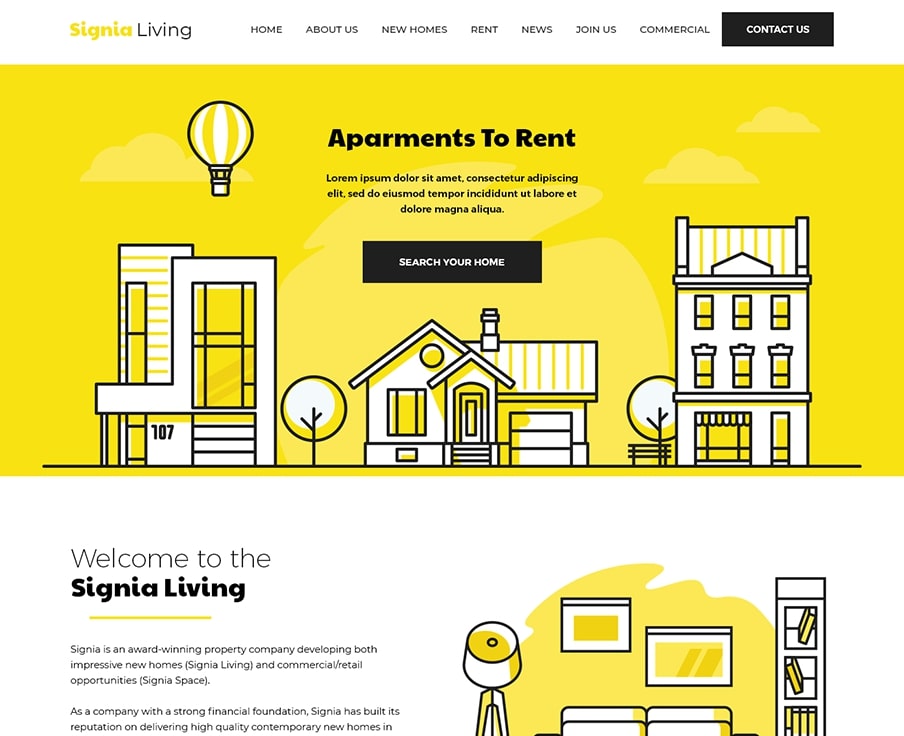 Signia Living
HOME ABOUT US NEW HOMES RENT NEWS JOIN US COMMERCIAL CONTACT US
Aparments To Rent
Lorem ipsum dolor sit amet, consectetur adipiscing
elit, sed do eiusmod tempor incididunt ut labore et
dolore magna aliqua.
SEARCH YOUR HOME
107
Welcome to the
Signia Living
Signia is an award-winning property company developing both
impressive new homes (Signia Living) and commercial/retail
opportunities (Signia Space).
As a company with a strong financial foundation, Signia has built its
reputation on delivering high quality contemporary new homes in